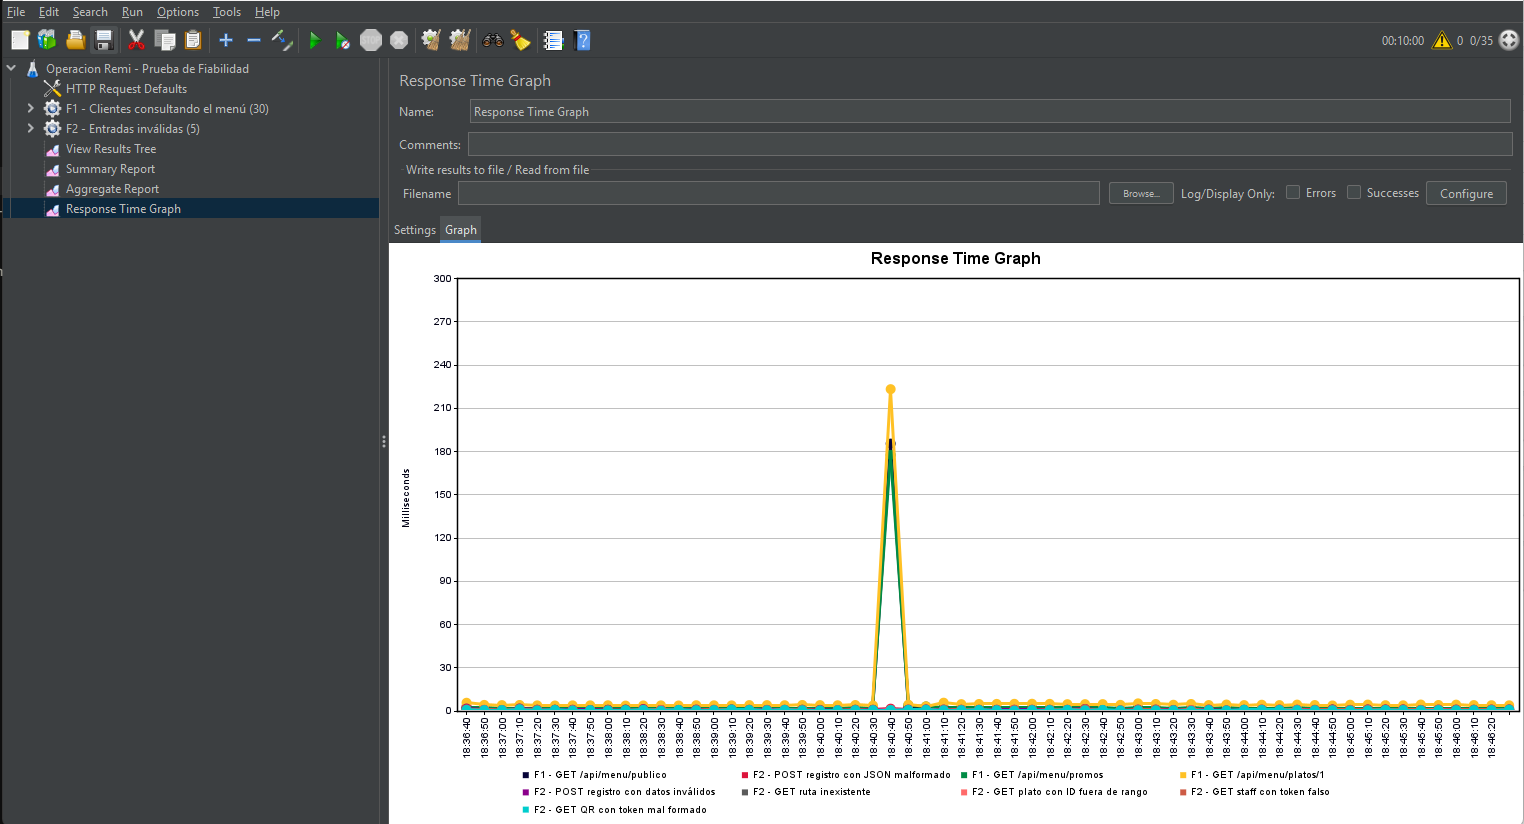 File Edit Search Run Options Tools Help
00:10:00 0 0/35
Operacion Remi - Prueba de Fiabilidad
HTTP Request Defaults
F1 - Clientes consultando el menú (30)
F2 - Entradas inválidas (5)
View Results Tree
Summary Report
Aggregate Report
Response Time Graph
Response Time Graph
Name: Response Time Graph
Comments:
Write results to file / Read from file
Filename Browse... Log/Display Only: Errors Successes Configure
Settings Graph
Response Time Graph
300
270
240
210
180
150
120
90
60
30
0
Milliseconds
18:36:40 18:36:50 18:37:00 18:37:10 18:37:20 18:37:30 18:37:40 18:37:50 18:38:00 18:38:10 18:38:20 18:38:30 18:38:40 18:38:50 18:39:00 18:39:10 18:39:20 18:39:30 18:39:40 18:39:50 18:40:00 18:40:10 18:40:20 18:40:30 18:40:40 18:40:50 18:41:00 18:41:10 18:41:20 18:41:30 18:41:40 18:41:50 18:42:00 18:42:10 18:42:20 18:42:30 18:42:40 18:42:50 18:43:00 18:43:10 18:43:20 18:43:30 18:43:40 18:43:50 18:44:00 18:44:10 18:44:20 18:44:30 18:44:40 18:44:50 18:45:00 18:45:10 18:45:20 18:45:30 18:45:40 18:45:50 18:46:00 18:46:10 18:46:20
F1 - GET /api/menu/publico F2 - POST registro con JSON malformado F1 - GET /api/menu/promos F1 - GET /api/menu/platos/1
F2 - POST registro con datos inválidos F2 - GET ruta inexistente F2 - GET plato con ID fuera de rango F2 - GET staff con token falso
F2 - GET QR con token mal formado